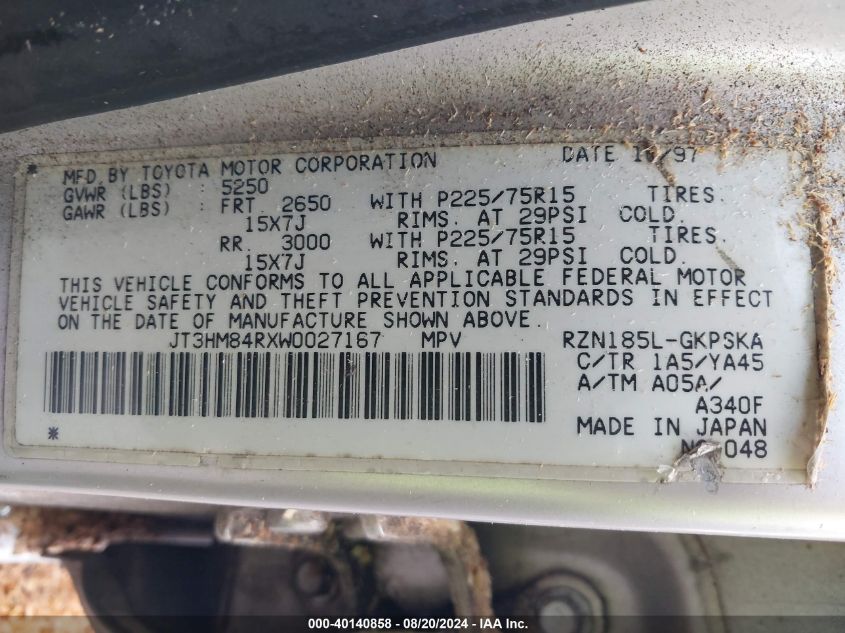 * MFD. BY TOYOTA MOTOR CORPORATION DATE 10/97
GVWR (LBS) : 5250
GAWR (LBS) : FRT 2650 WITH P225/75R15 TIRES.
15X7J RIMS. AT 29PSI COLD.
RR. 3000 WITH P225/75R15 TIRES.
15X7J RIMS. AT 29PSI COLD.
THIS VEHICLE CONFORMS TO ALL APPLICABLE FEDERAL MOTOR
VEHICLE SAFETY AND THEFT PREVENTION STANDARDS IN EFFECT
ON THE DATE OF MANUFACTURE SHOWN ABOVE.
JT3HM84RXW0027167 MPV RZN185L-GKPSKA
C/TR 1A5/YA45
A/TM A05A/
A340F
MADE IN JAPAN
* 048
000-40140858 - 08/20/2024 - IAA Inc.